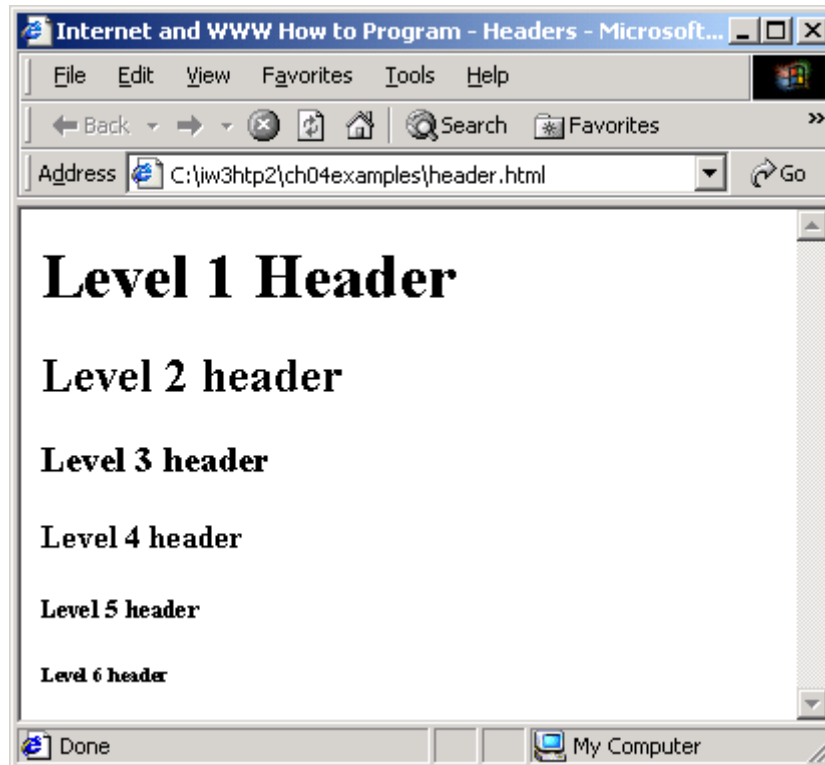 Internet and WWW How to Program - Headers - Microsoft...
File Edit View Favorites Tools Help
Back Search Favorites »
Address C:\iw3htp2\ch04examples\header.html Go
Level 1 Header
Level 2 header
Level 3 header
Level 4 header
Level 5 header
Level 6 header
Done My Computer